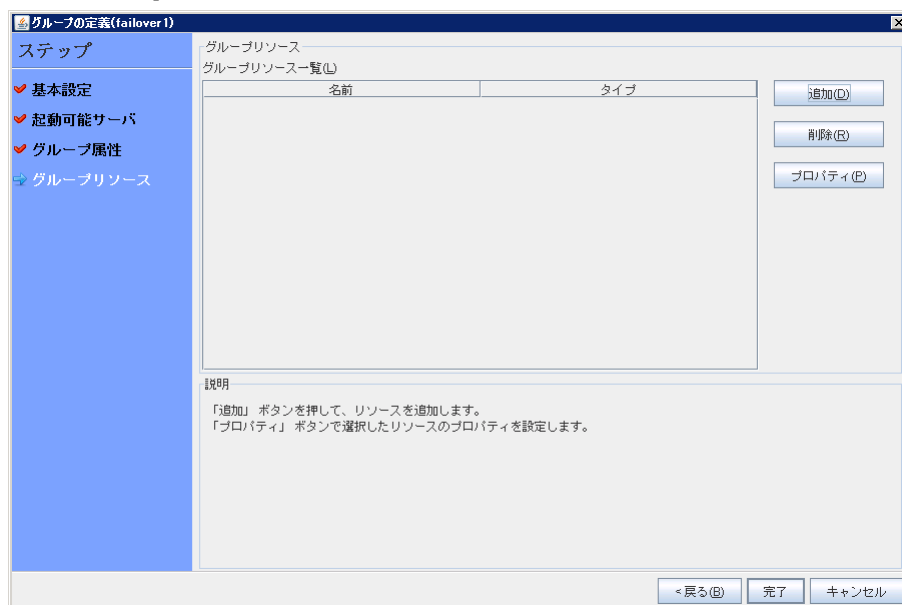 グループの定義(failover1)
ステップ
基本設定
起動可能サーバ
グループ属性
グループリソース
グループリソース
グループリソース一覧(L)
名前 タイプ
追加(D)
削除(R)
プロパティ(P)
説明
「追加」 ボタンを押して、リソースを追加します。
「プロパティ」 ボタンで選択したリソースのプロパティを設定します。
<戻る(B) 完了 キャンセル